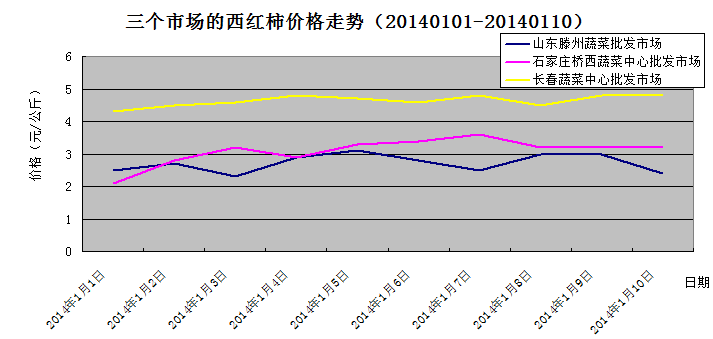 三个市场的西红柿价格走势（20140101-20140110）
山东滕州蔬菜批发市场
石家庄桥西蔬菜中心批发市场
长春蔬菜中心批发市场
价格（元/公斤）
6
5
4
3
2
1
0
2014年1月1日
2014年1月2日
2014年1月3日
2014年1月4日
2014年1月5日
2014年1月6日
2014年1月7日
2014年1月8日
2014年1月9日
2014年1月10日
日期